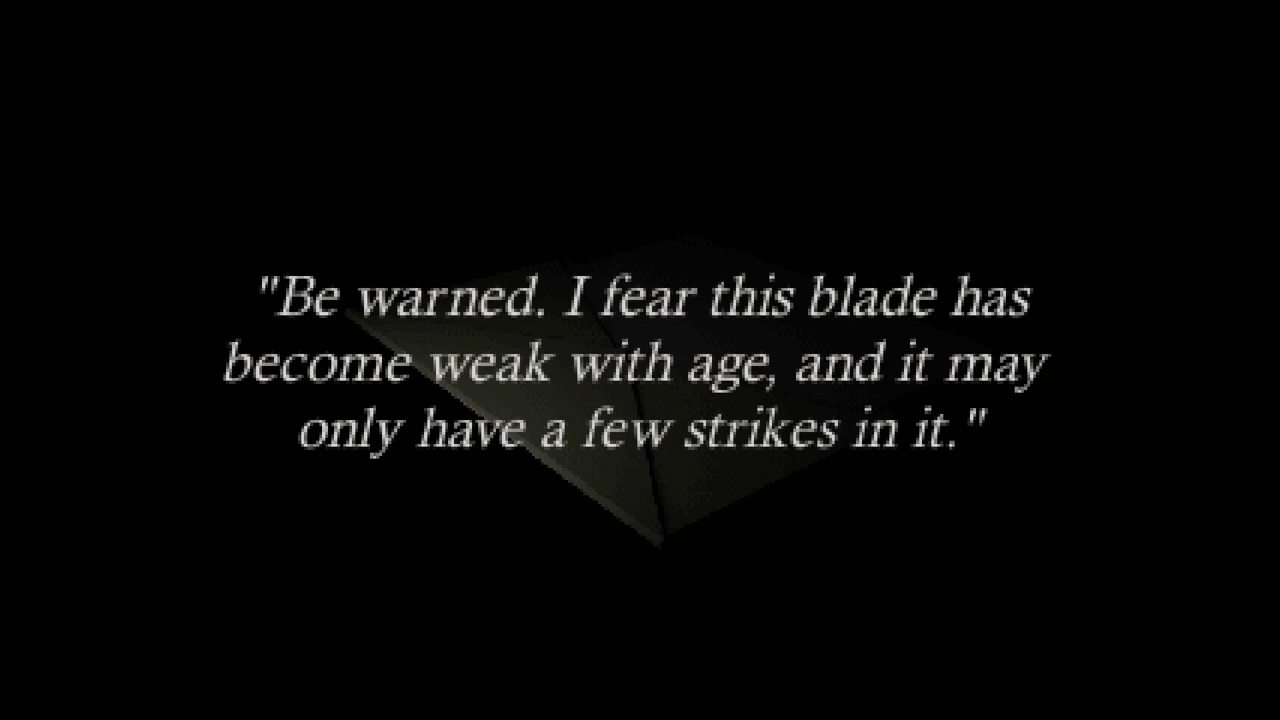 "Be warned. I fear this blade has
become weak with age, and it may
only have a few strikes in it."